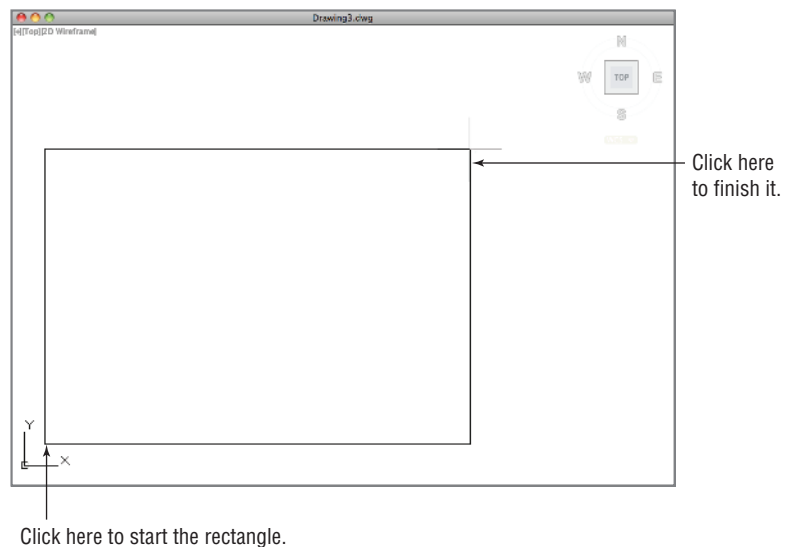 Drawing3.dwg
[+][Top][2D Wireframe]
N
W TOP E
S
Click here
to finish it.
Y
X
Click here to start the rectangle.